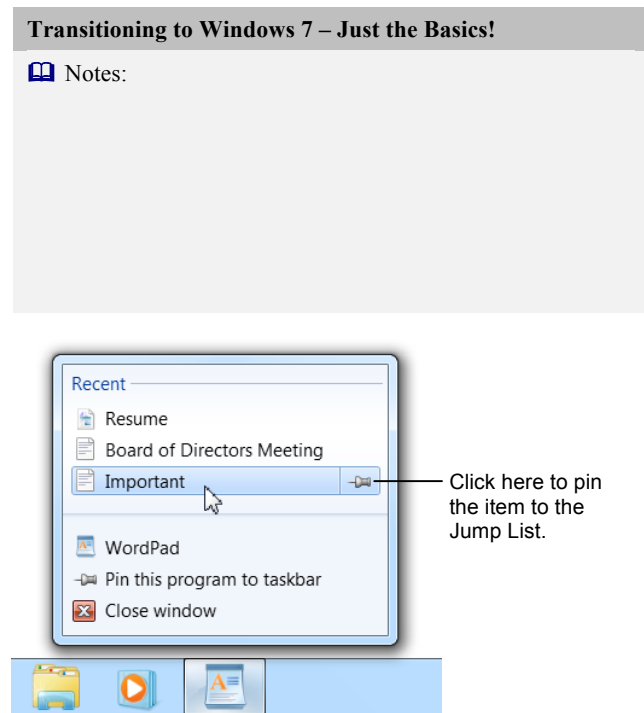 Transitioning to Windows 7 – Just the Basics!
Notes:
Recent
Resume
Board of Directors Meeting
Important
Click here to pin
the item to the
Jump List.
WordPad
Pin this program to taskbar
Close window